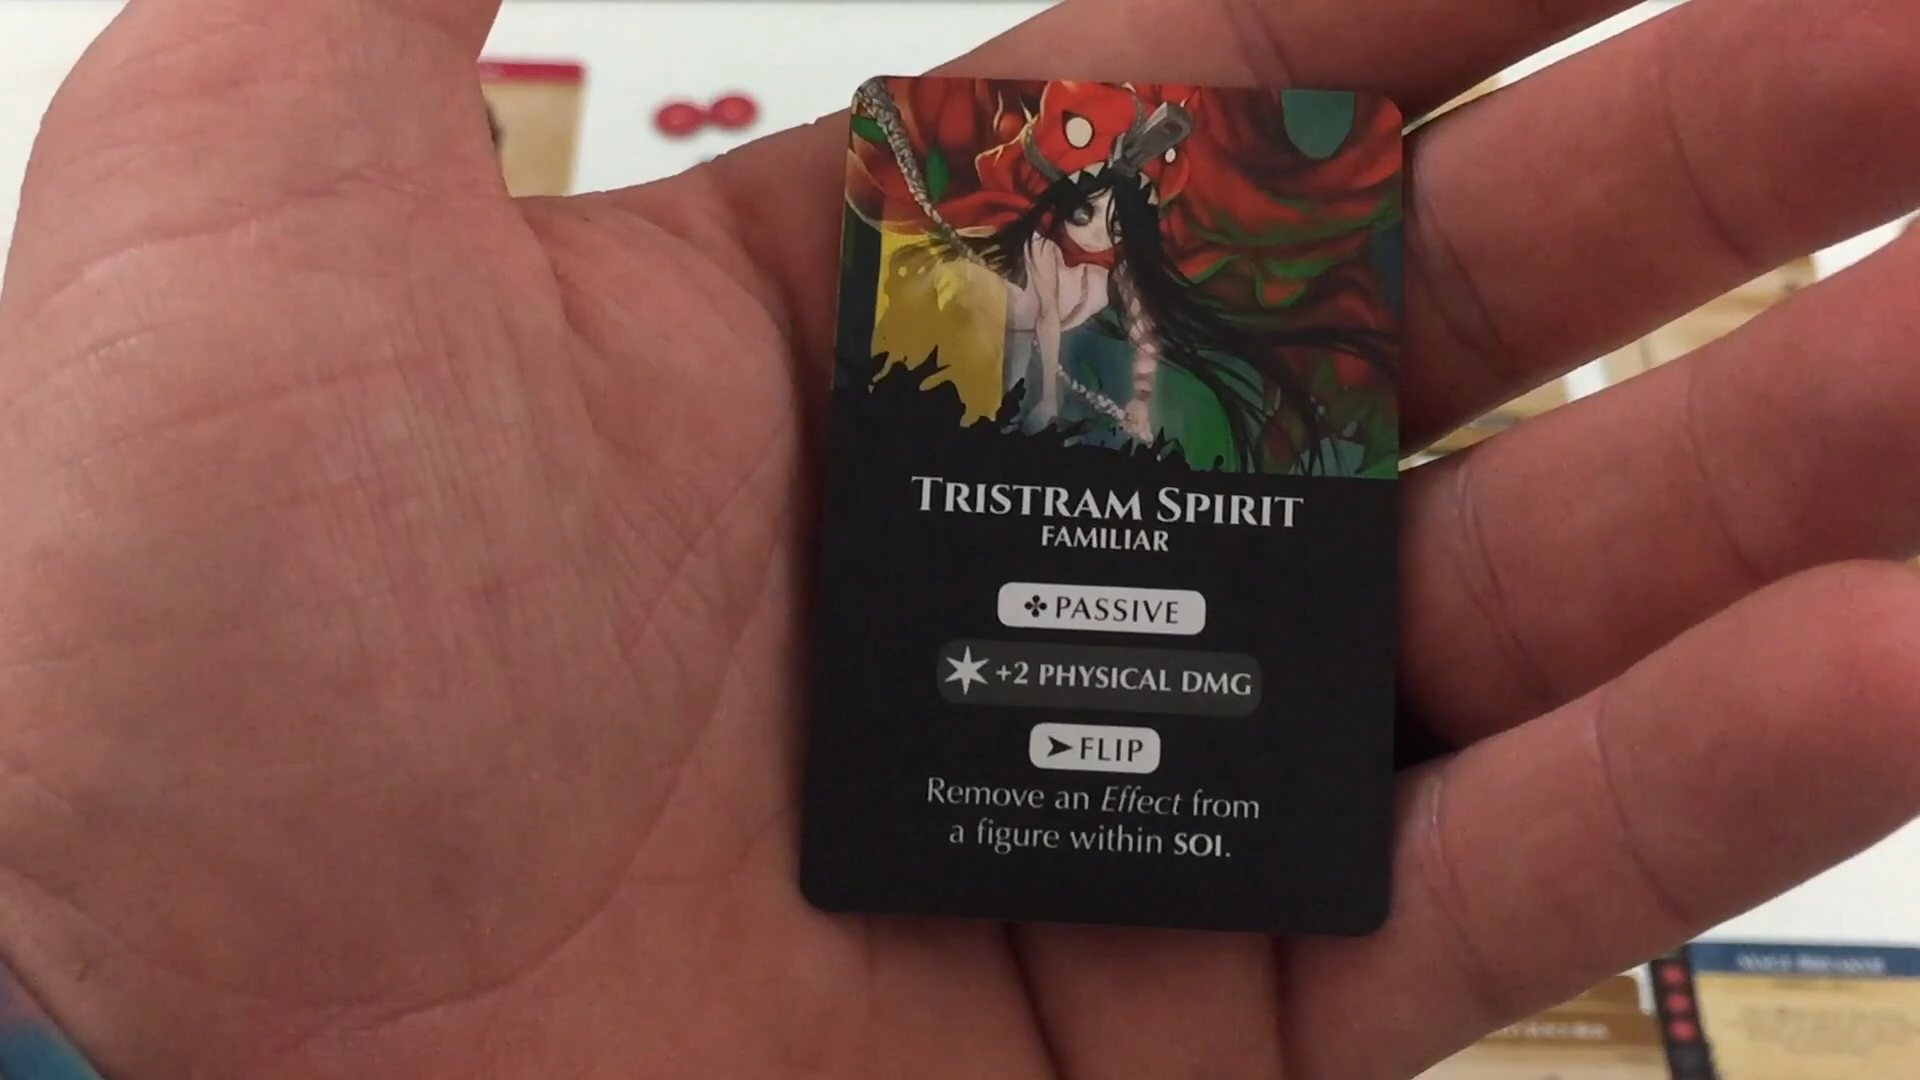 TRISTRAM SPIRIT
FAMILIAR
PASSIVE
+2 PHYSICAL DMG
FLIP
Remove an Effect from
a figure within SOI.